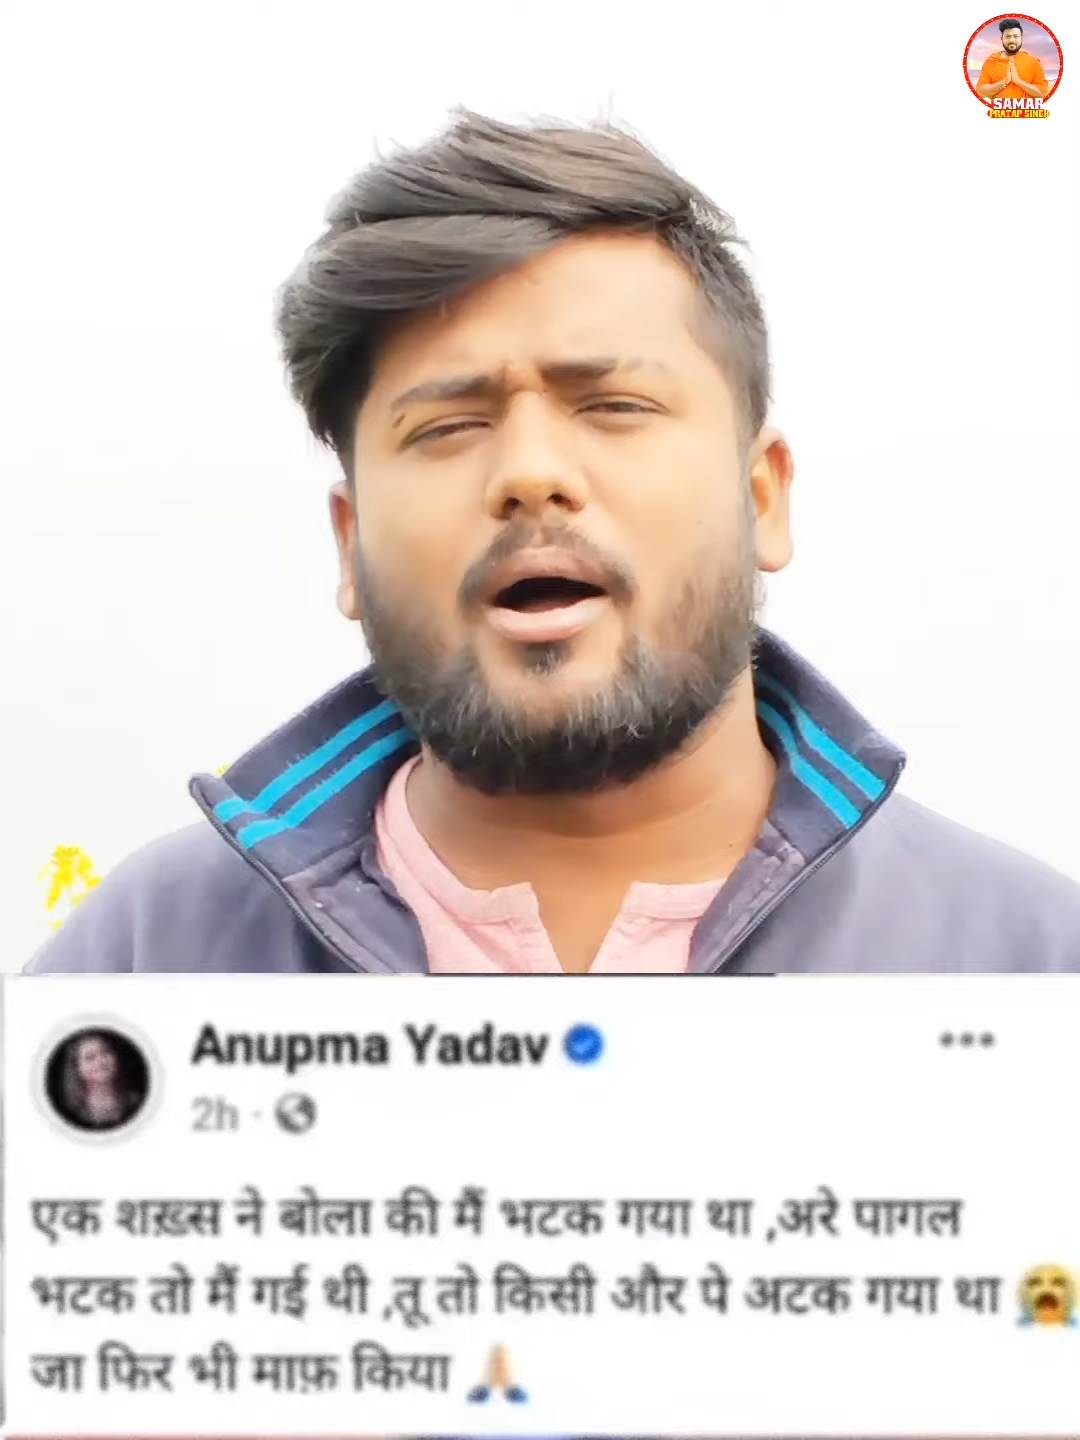 SAMAR
PRATAP SINGH
Anupma Yadav
2h ·
एक शख़्स ने बोला की मैं भटक गया था ,अरे पागल
भटक तो मैं गई थी ,तू तो किसी और पे अटक गया था 😭
जा फिर भी माफ़ किया 🙏🏼